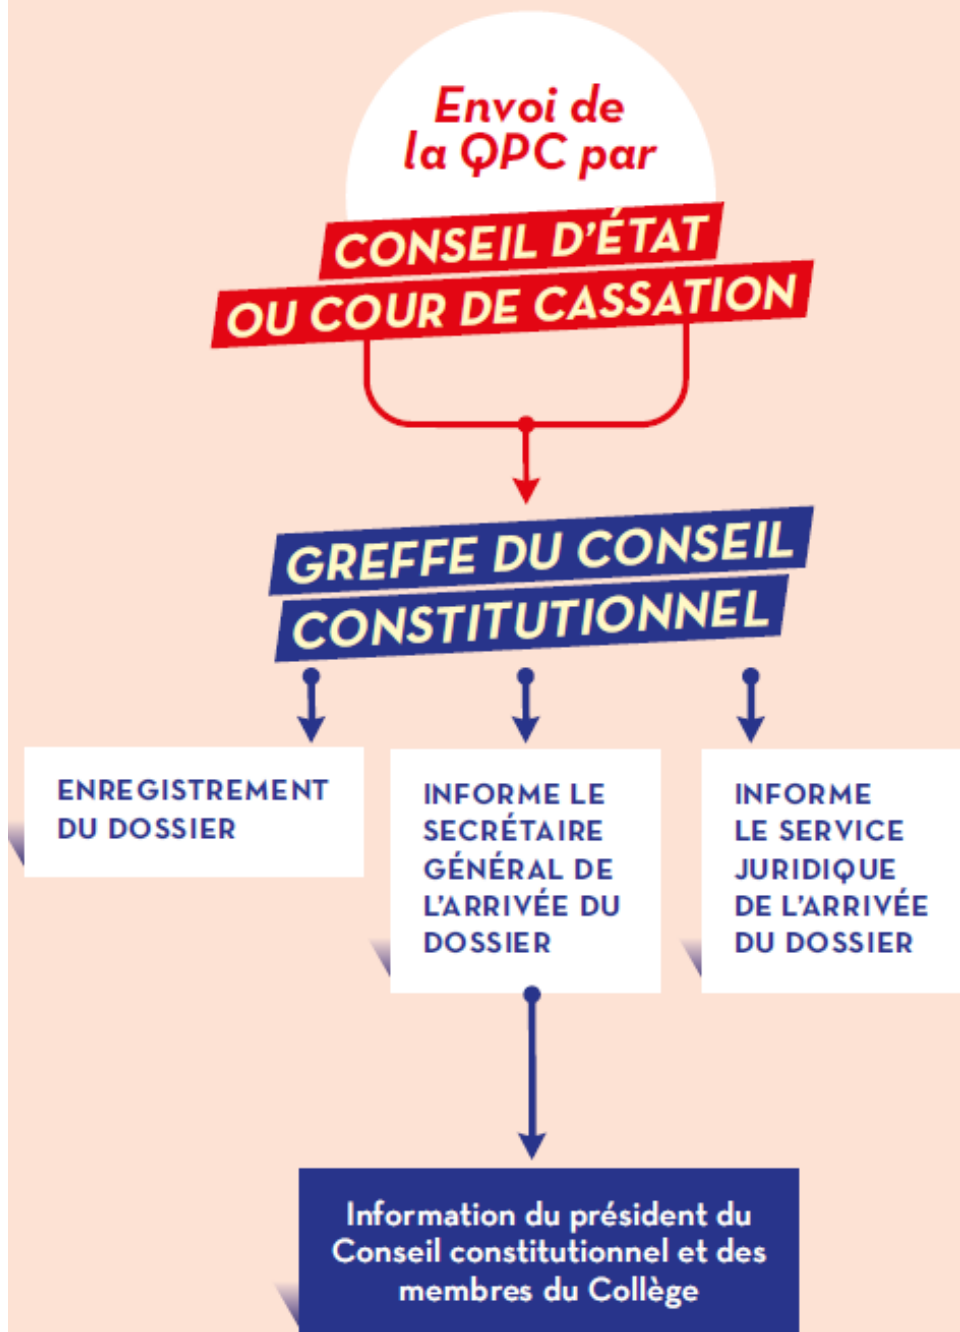 Envoi de
la QPC par
CONSEIL D'ÉTAT
OU COUR DE CASSATION
GREFFE DU CONSEIL
CONSTITUTIONNEL
ENREGISTREMENT
DU DOSSIER
INFORME LE
SECRÉTAIRE
GÉNÉRAL DE
L'ARRIVÉE DU
DOSSIER
INFORME
LE SERVICE
JURIDIQUE
DE L'ARRIVÉE
DU DOSSIER
Information du président du
Conseil constitutionnel et des
membres du Collège